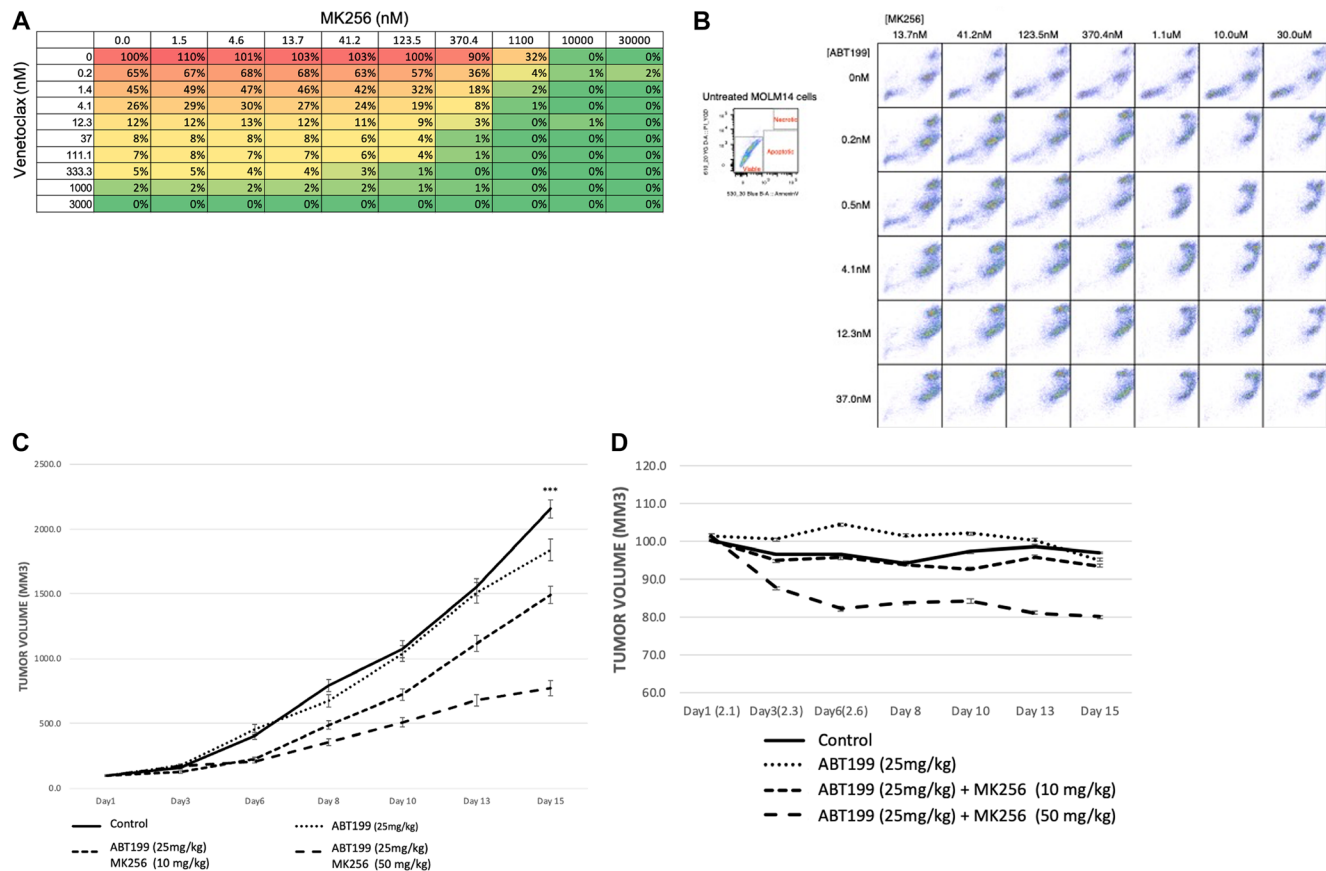 A
MK256 (nM)
0.0 1.5 4.6 13.7 41.2 123.5 370.4 1100 10000 30000
Venetoclax (nM)
0 100% 110% 101% 103% 103% 100% 90% 32% 0% 0%
0.2 65% 67% 68% 68% 63% 57% 36% 4% 1% 2%
1.4 45% 49% 47% 46% 42% 32% 18% 2% 0% 0%
4.1 26% 29% 30% 27% 24% 19% 8% 1% 0% 0%
12.3 12% 12% 13% 12% 11% 9% 3% 0% 1% 0%
37 8% 8% 8% 8% 6% 4% 1% 0% 0% 0%
111.1 7% 8% 7% 7% 6% 4% 1% 0% 0% 0%
333.3 5% 5% 4% 4% 3% 1% 0% 0% 0% 0%
1000 2% 2% 2% 2% 2% 1% 1% 0% 0% 0%
3000 0% 0% 0% 0% 0% 0% 0% 0% 0% 0%
B
[MK256]
13.7nM 41.2nM 123.5nM 370.4nM 1.1uM 10.0uM 30.0uM
[ABT199]
0nM
0.2nM
0.5nM
4.1nM
12.3nM
37.0nM
Untreated MOLM14 cells
Necrotic
Apoptotic
Viable
C
2500.0
2000.0
1500.0
1000.0
500.0
0.0
TUMOR VOLUME (MM3)
***
Day1 Day3 Day6 Day 8 Day 10 Day 13 Day 15
Control
ABT199 (25mg/kg)
ABT199 (25mg/kg)
MK256 (10 mg/kg)
ABT199 (25mg/kg)
MK256 (50 mg/kg)
D
120.0
110.0
100.0
90.0
80.0
70.0
60.0
TUMOR VOLUME (MM3)
Day1 (2.1) Day3(2.3) Day6(2.6) Day 8 Day 10 Day 13 Day 15
Control
ABT199 (25mg/kg)
ABT199 (25mg/kg) + MK256 (10 mg/kg)
ABT199 (25mg/kg) + MK256 (50 mg/kg)